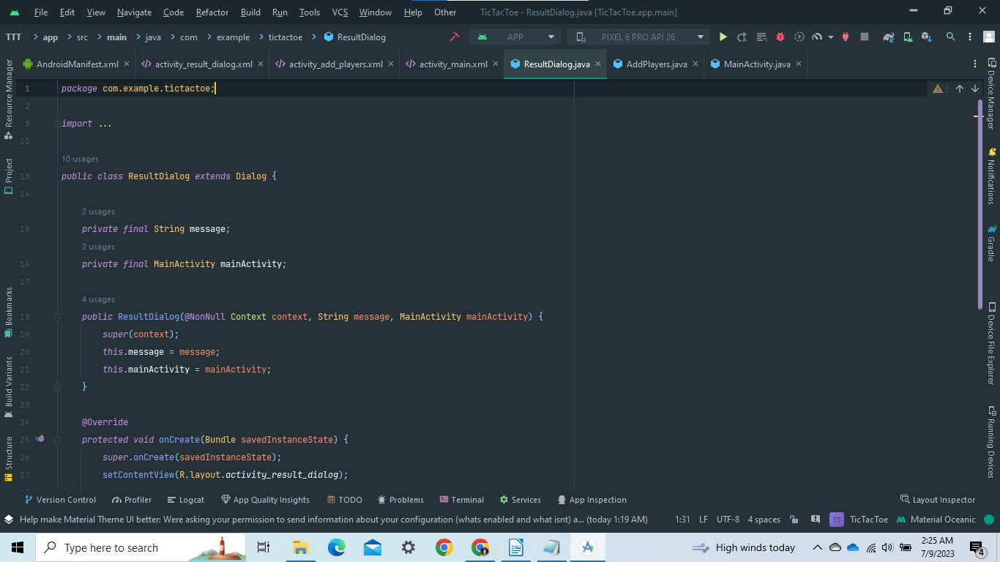 File Edit View Navigate Code Refactor Build Run Tools VCS Window Help Other TicTacToe - ResultDialog.java [TicTacToe.app.main]
TTT app src main java com example tictactoe ResultDialog APP PIXEL 6 PRO API 26
AndroidManifest.xml activity_result_dialog.xml activity_add_players.xml activity_main.xml ResultDialog.java AddPlayers.java MainActivity.java
Resource Manager
Project
Bookmarks
Build Variants
Structure
1 package com.example.tictactoe; 2
2
3 import ...
12
10 usages
13 public class ResultDialog extends Dialog {
14
2 usages
15 private final String message;
2 usages
16 private final MainActivity mainActivity;
17
4 usages
18 public ResultDialog(@NonNull Context context, String message, MainActivity mainActivity) {
19 super(context);
20 this.message = message;
21 this.mainActivity = mainActivity;
22 }
23
24 @Override
25 protected void onCreate(Bundle savedInstanceState) {
26 super.onCreate(savedInstanceState);
27 setContentView(R.layout.activity_result_dialog);
Device Manager
Notifications
Gradle
Device File Explorer
Running Devices
Version Control Profiler Logcat App Quality Insights TODO Problems Terminal Services App Inspection Layout Inspector
Help make Material Theme UI better: Were asking your permission to send information about your configuration (whats enabled and what isnt) a... (today 1:19 AM) 1:31 LF UTF-8 4 spaces TT TicTacToe Material Oceanic
Type here to search High winds today 2:25 AM
7/9/2023 4